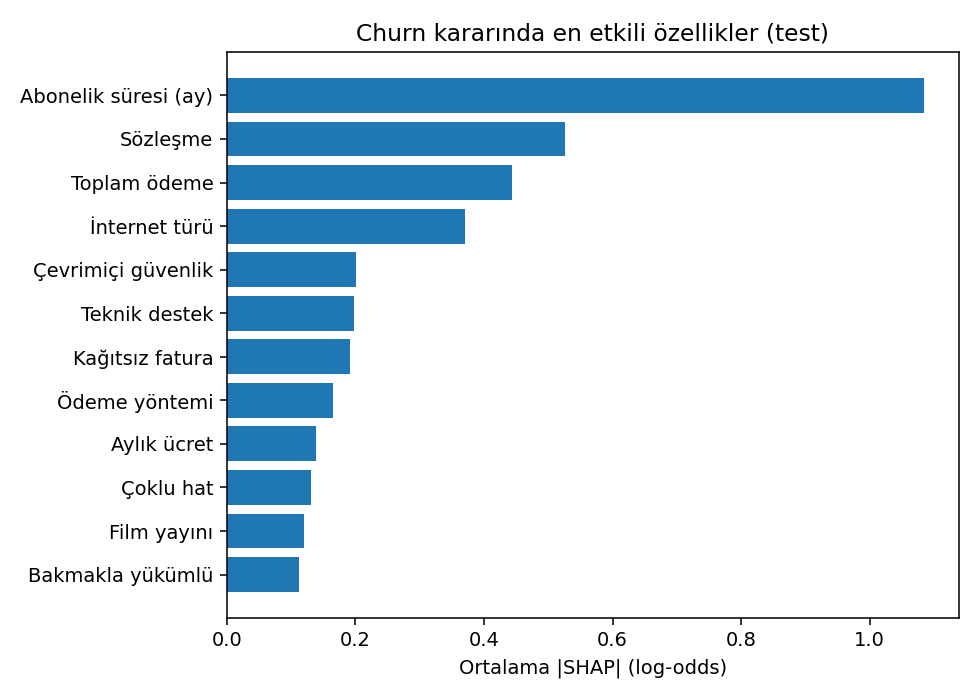 Churn kararında en etkili özellikler (test)
Abonelik süresi (ay)
Sözleşme
Toplam ödeme
İnternet türü
Çevrimiçi güvenlik
Teknik destek
Kağıtsız fatura
Ödeme yöntemi
Aylık ücret
Çoklu hat
Film yayını
Bakmakla yükümlü
0.0 0.2 0.4 0.6 0.8 1.0
Ortalama |SHAP| (log-odds)